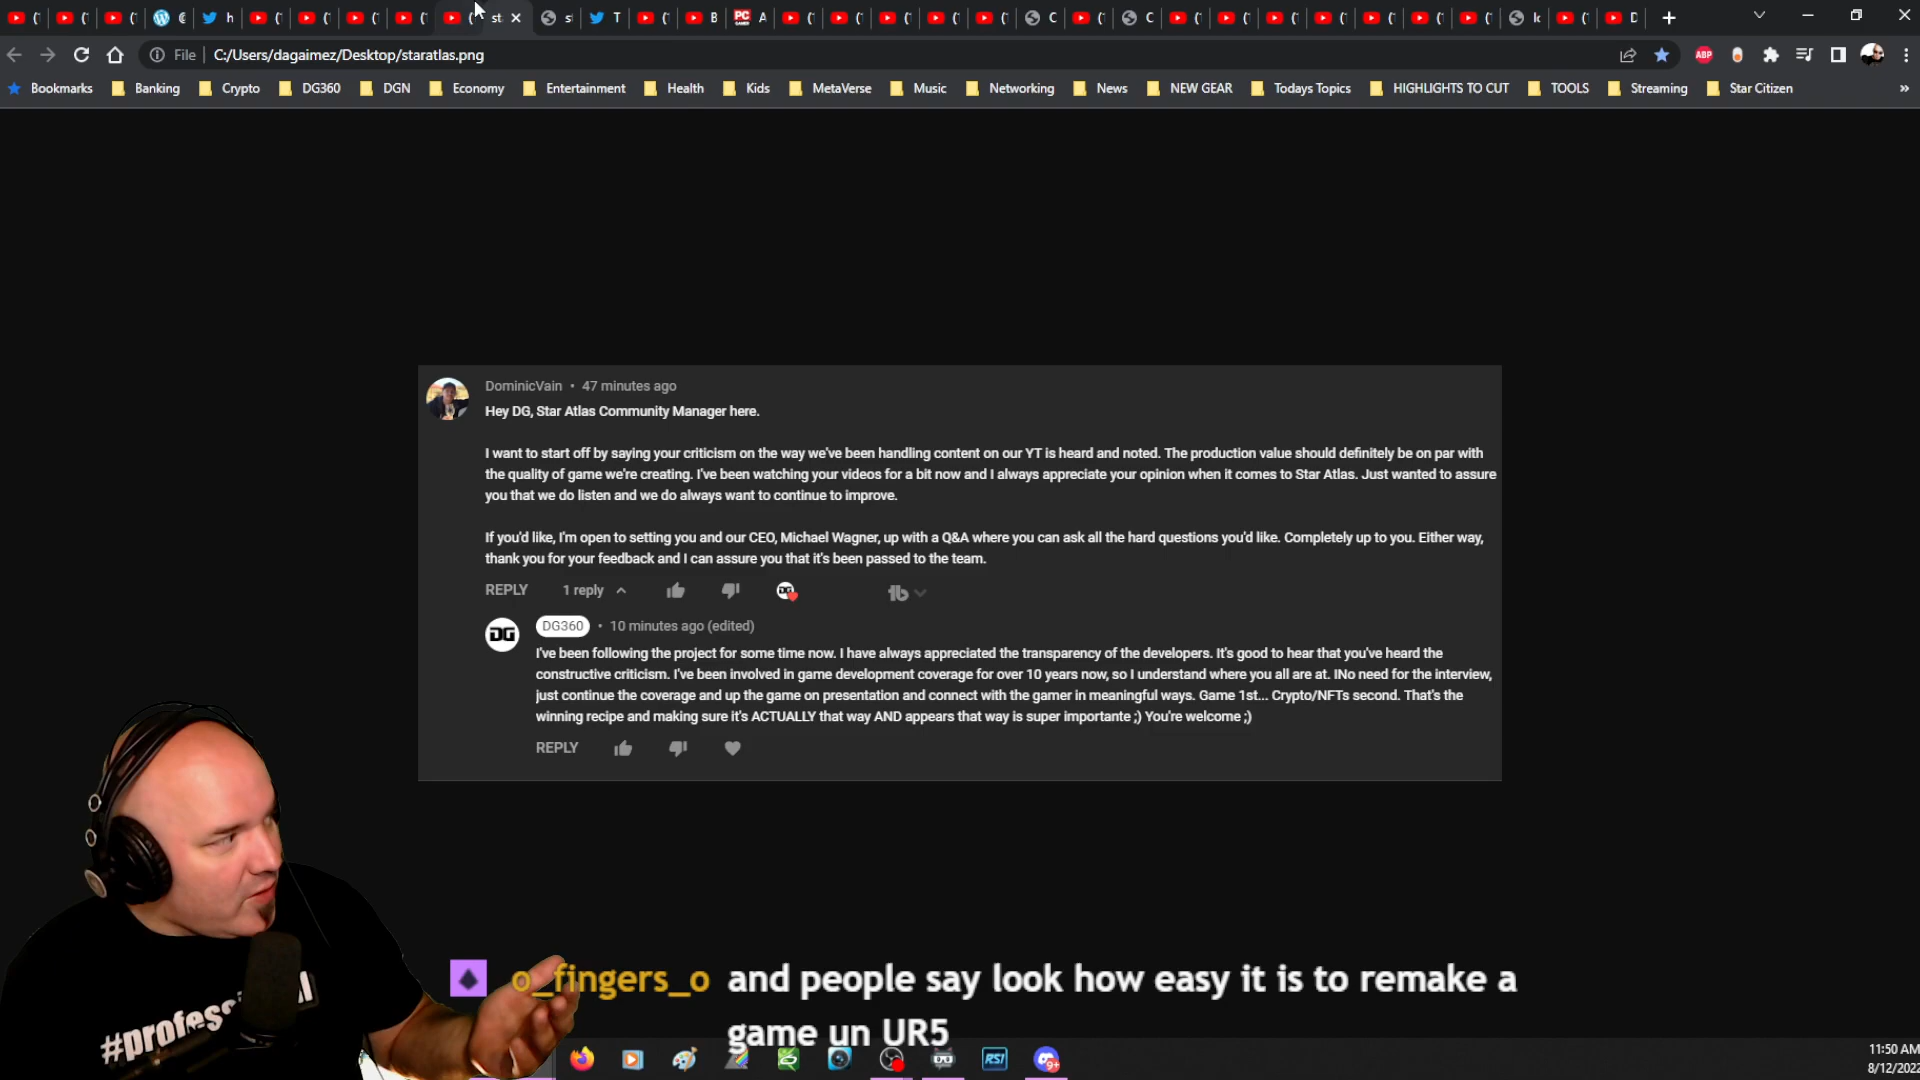 File
C:/Users/dagaimez/Desktop/staratlas.png
ABP
Bookmarks
Banking
Crypto
DG360
DGN
Economy
Entertainment
Health
Kids
MetaVerse
Music
Networking
News
NEW GEAR
Todays Topics
HIGHLIGHTS TO CUT
TOOLS
Streaming
Star Citizen
»
DominicVain • 47 minutes ago
Hey DG, Star Atlas Community Manager here.
I want to start off by saying your criticism on the way we've been handling content on our YT is heard and noted. The production value should definitely be on par with
the quality of game we're creating. I've been watching your videos for a bit now and I always appreciate your opinion when it comes to Star Atlas. Just wanted to assure
you that we do listen and we do always want to continue to improve.
If you'd like, I'm open to setting you and our CEO, Michael Wagner, up with a Q&A where you can ask all the hard questions you'd like. Completely up to you. Either way,
thank you for your feedback and I can assure you that it's been passed to the team.
REPLY 1 reply
DG
DG360 • 10 minutes ago (edited)
I've been following the project for some time now. I have always appreciated the transparency of the developers. It's good to hear that you've heard the
constructive criticism. I've been involved in game development coverage for over 10 years now, so I understand where you all are at. INo need for the interview,
just continue the coverage and up the game on presentation and connect with the gamer in meaningful ways. Game 1st... Crypto/NFTs second. That's the
winning recipe and making sure it's ACTUALLY that way AND appears that way is super importante ;) You're welcome ;)
REPLY
o_fingers_o and people say look how easy it is to remake a
game un UR5
RSI
9+
11:50 AM
8/12/202